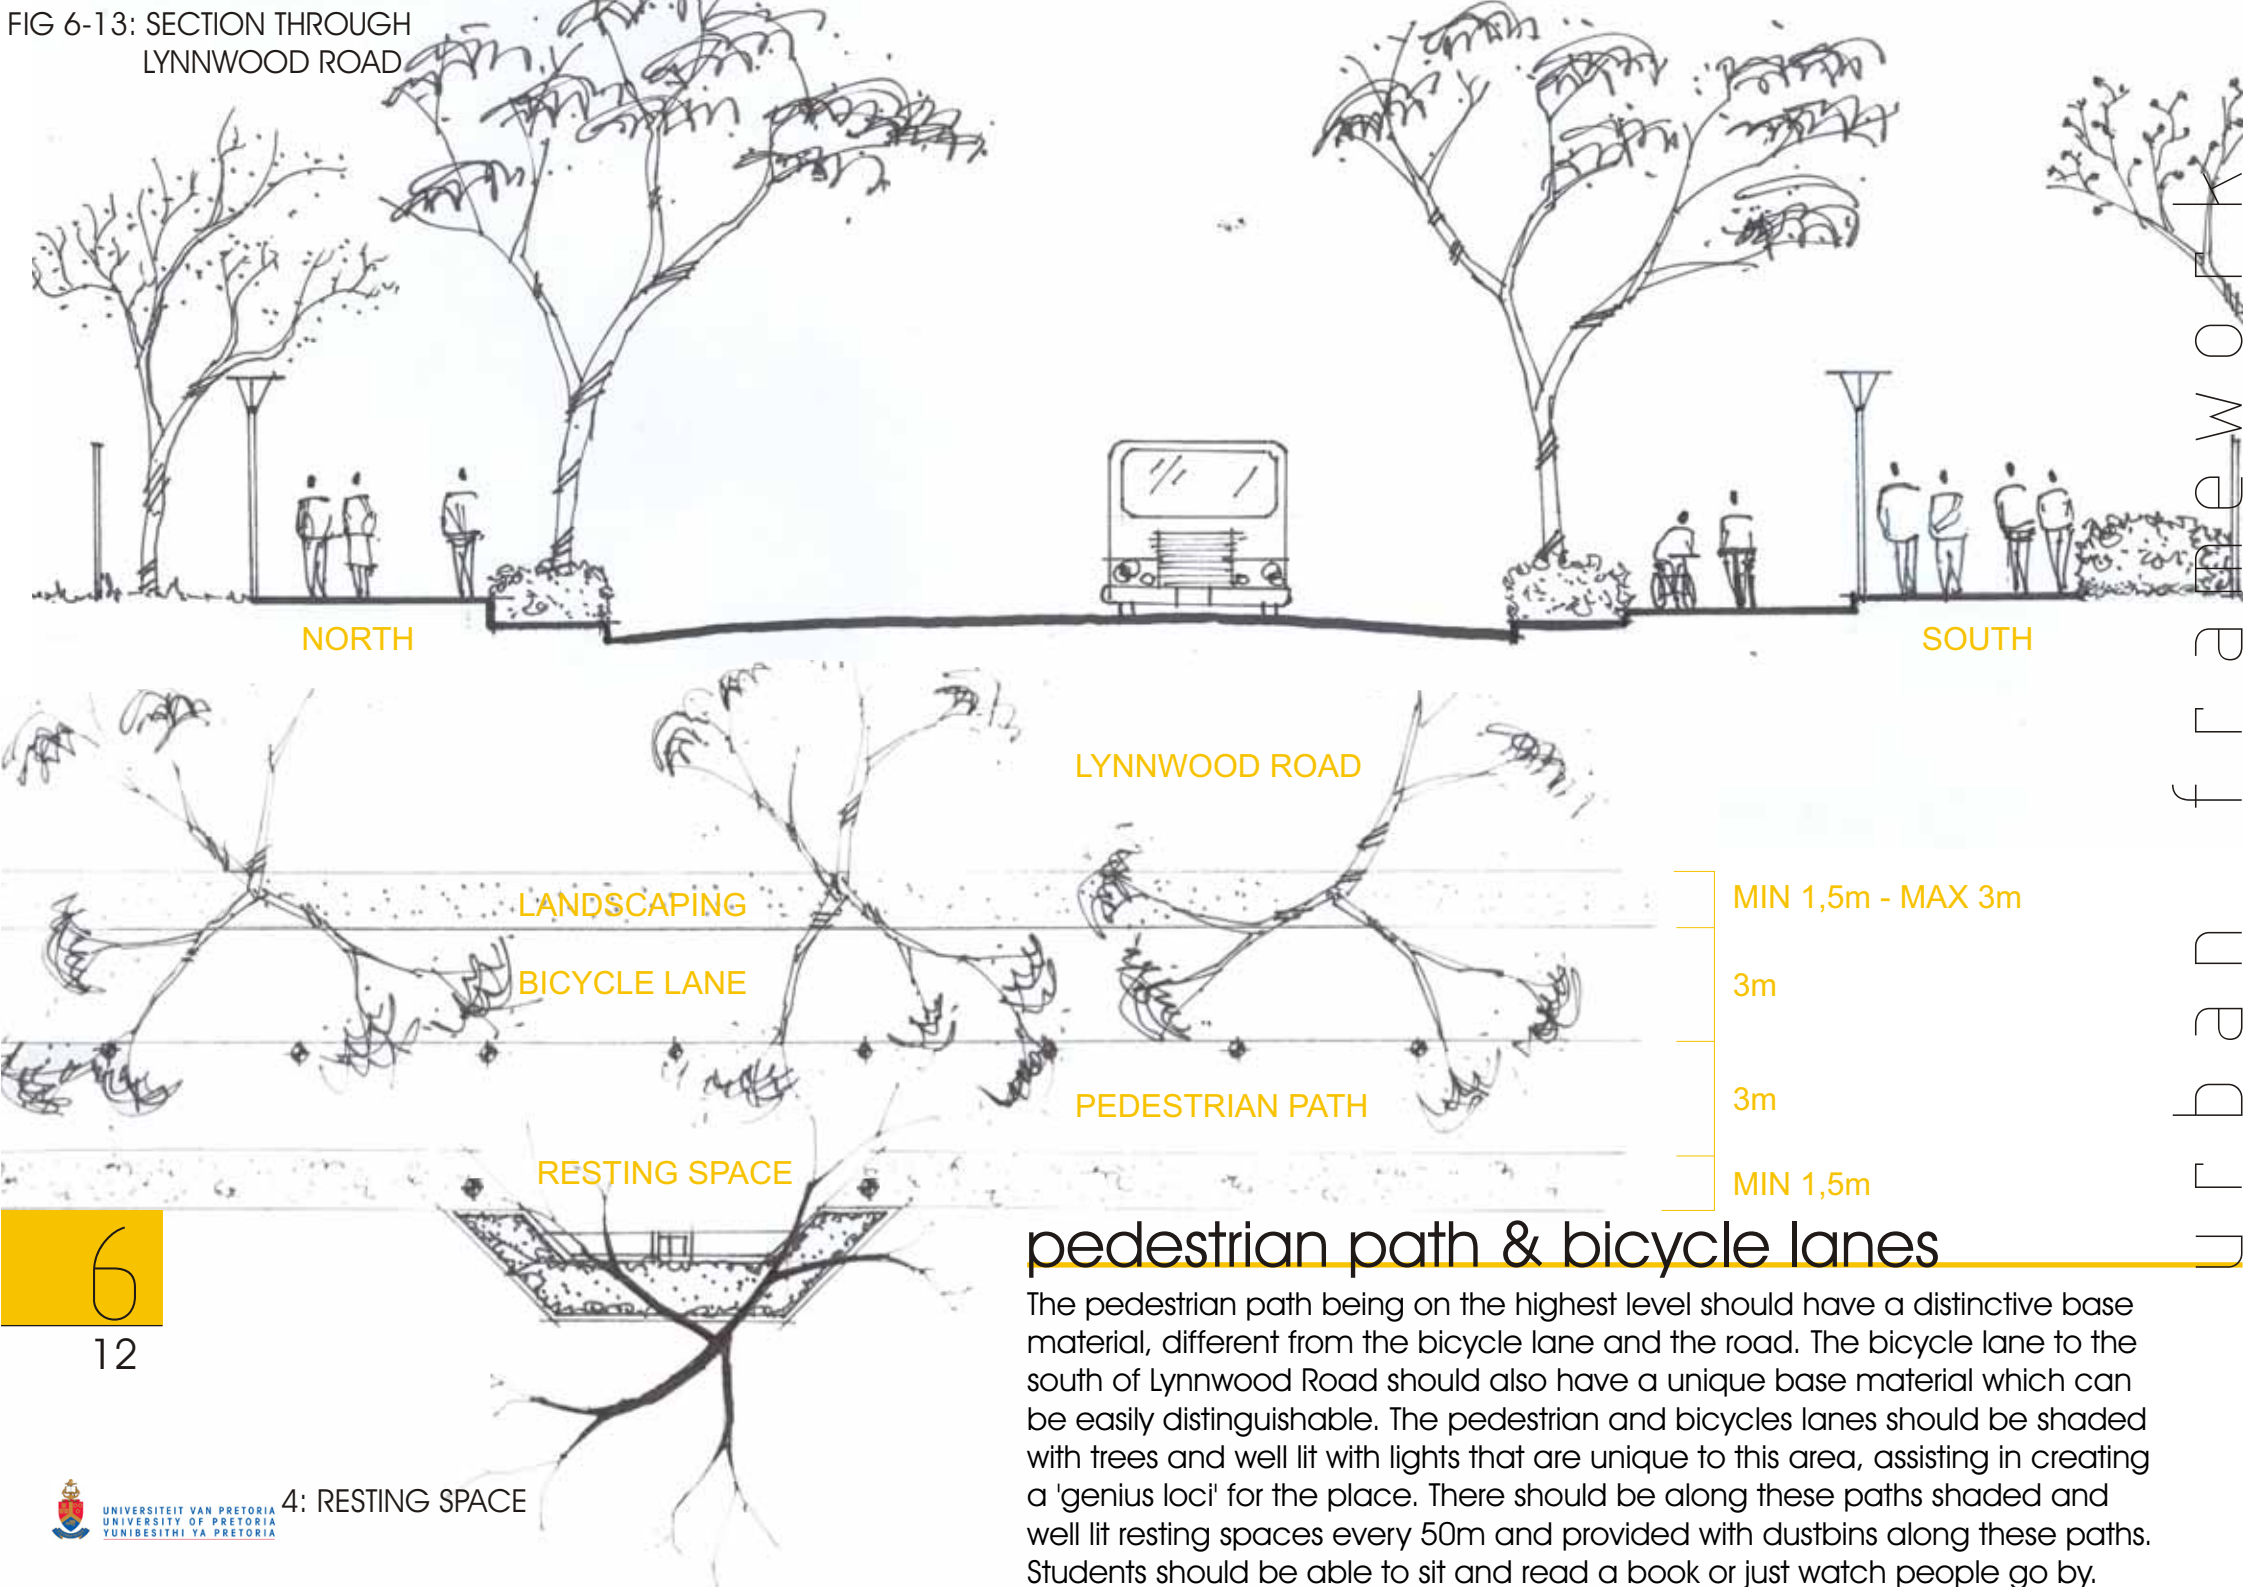 FIG 6-13: SECTION THROUGH
LYNNWOOD ROAD
NORTH
SOUTH
LYNNWOOD ROAD
LANDSCAPING
MIN 1,5m - MAX 3m
BICYCLE LANE
3m
PEDESTRIAN PATH
3m
RESTING SPACE
MIN 1,5m
urban framework
6
12
pedestrian path & bicycle lanes
The pedestrian path being on the highest level should have a distinctive base
material, different from the bicycle lane and the road. The bicycle lane to the
south of Lynnwood Road should also have a unique base material which can
be easily distinguishable. The pedestrian and bicycles lanes should be shaded
with trees and well lit with lights that are unique to this area, assisting in creating
a 'genius loci' for the place. There should be along these paths shaded and
well lit resting spaces every 50m and provided with dustbins along these paths.
Students should be able to sit and read a book or just watch people go by.
UNIVERSITEIT VAN PRETORIA
UNIVERSITY OF PRETORIA
YUNIBESITHI YA PRETORIA
4: RESTING SPACE